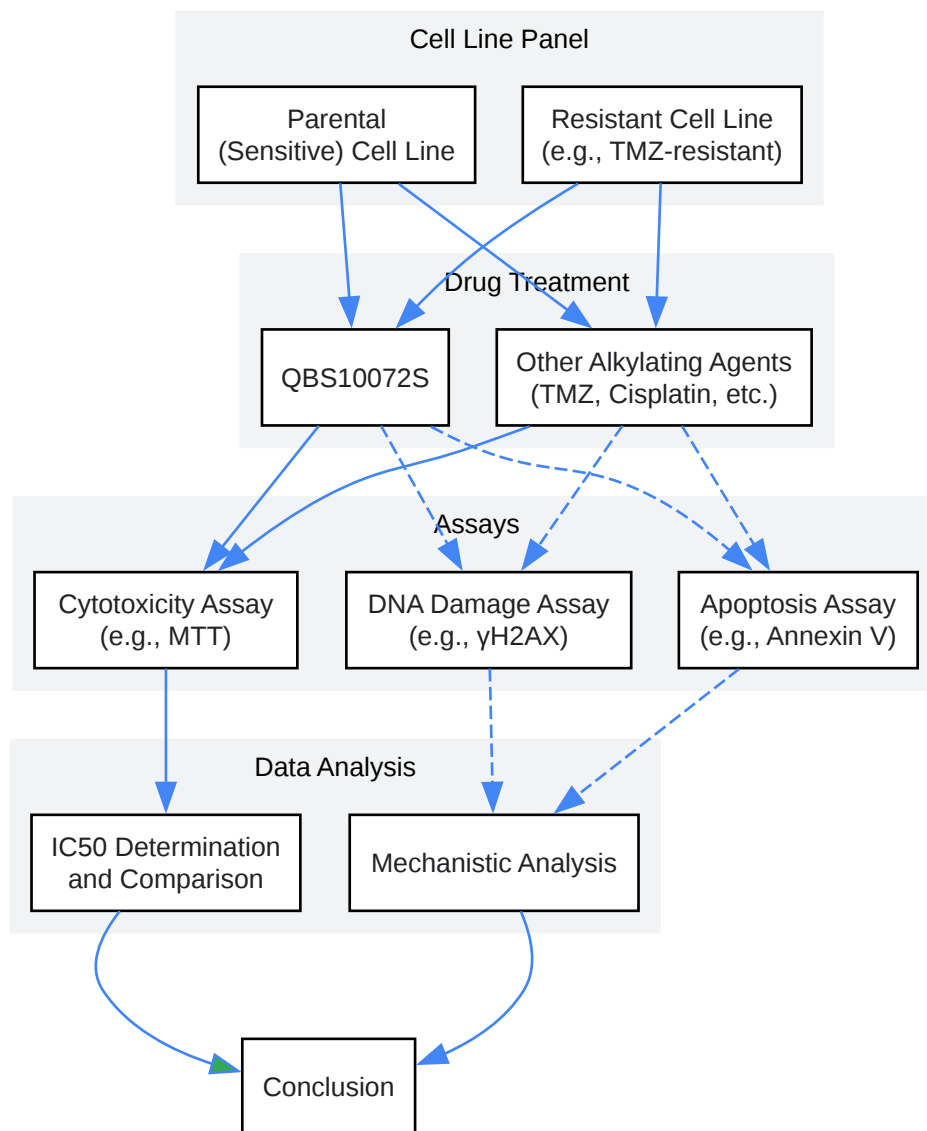 Cell Line Panel
Parental
(Sensitive) Cell Line
Resistant Cell Line
(e.g., TMZ-resistant)
Drug Treatment
QBS10072S
Other Alkylating Agents
(TMZ, Cisplatin, etc.)
Assays
Cytotoxicity Assay
(e.g., MTT)
DNA Damage Assay
(e.g., γH2AX)
Apoptosis Assay
(e.g., Annexin V)
Data Analysis
IC50 Determination
and Comparison
Mechanistic Analysis
Conclusion